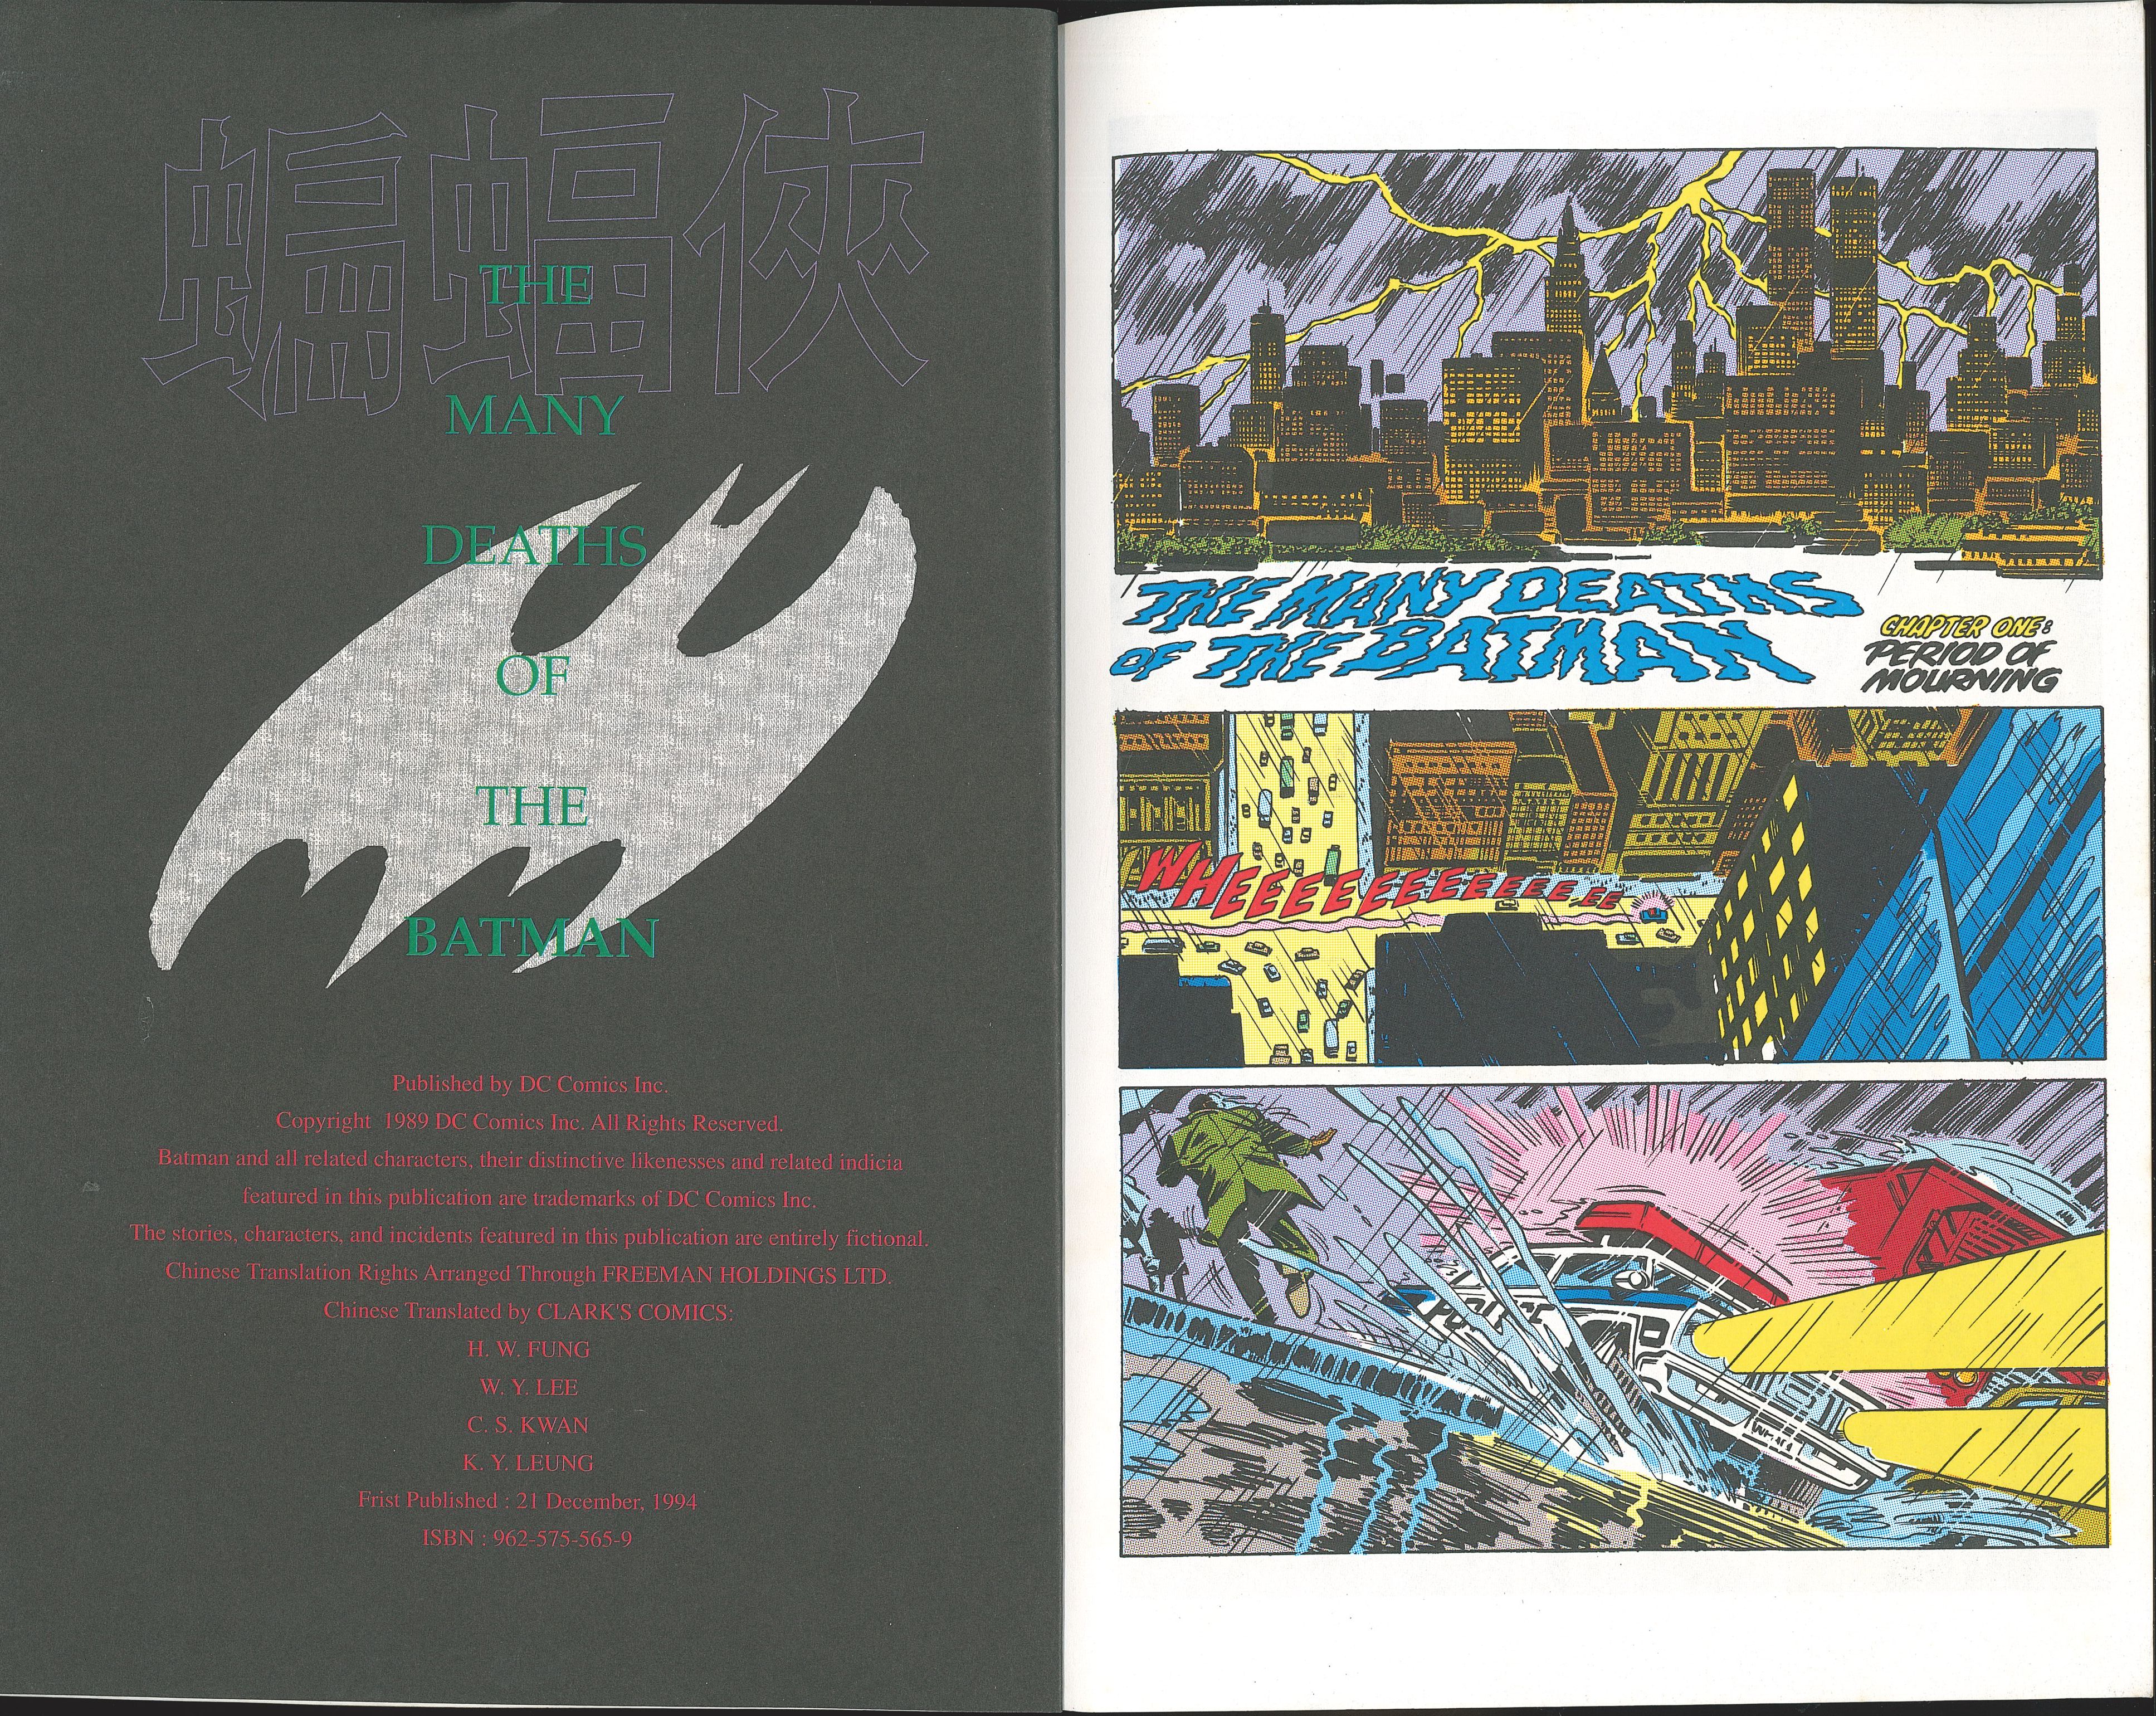 蝙蝠俠
THE
MANY
DEATHS
OF
THE
BATMAN
Published by DC Comics Inc.
Copyright 1989 DC Comics Inc. All Rights Reserved.
Batman and all related characters, their distinctive likenesses and related indicia
featured in this publication are trademarks of DC Comics Inc.
The stories, characters, and incidents featured in this publication are entirely fictional.
Chinese Translation Rights Arranged Through FREEMAN HOLDINGS LTD.
Chinese Translated by CLARK'S COMICS:
H. W. FUNG
W. Y. LEE
C. S. KWAN
K. Y. LEUNG
Frist Published : 21 December, 1994
ISBN : 962-575-565-9
THE MANY DEATHS
OF THE BATMAN
CHAPTER ONE:
PERIOD OF
MOURNING
WHEEEEEEEEEEEE
POLICE